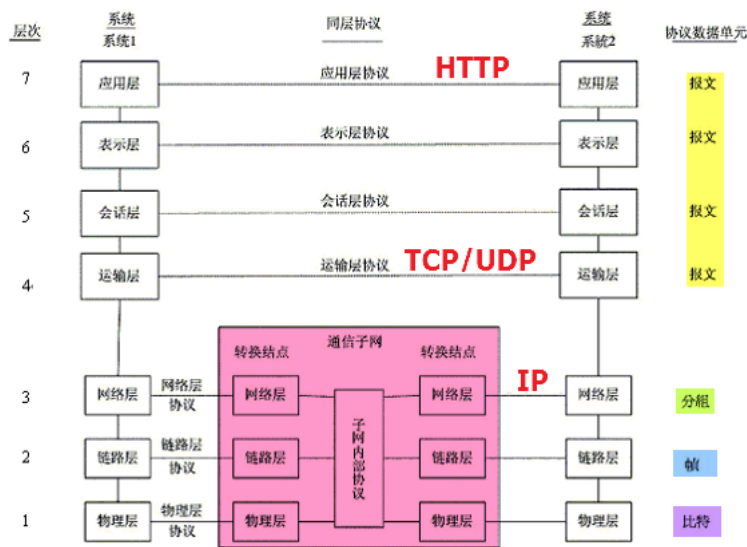 层次
系统
系统1
同层协议
系统
系統2
协议数据单元
7
应用层
应用层协议
HTTP
应用层
报文
6
表示层
表示层协议
表示层
报文
5
会话层
会话层协议
会话层
报文
4
运输层
运输层协议
TCP/UDP
运输层
报文
通信子网
转换结点
转换结点
3
网络层
网络层
协议
网络层
网络层
IP
网络层
分组
子网内部协议
2
链路层
链路层
协议
链路层
链路层
链路层
帧
1
物理层
物理层
协议
物理层
物理层
物理层
比特